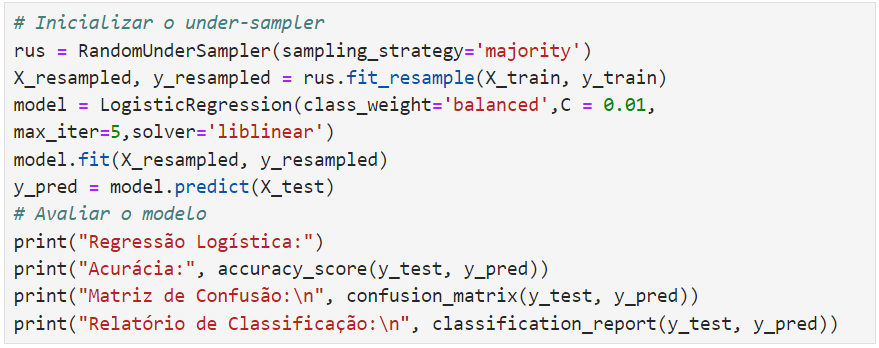 # Inicializar o under-sampler
rus = RandomUnderSampler(sampling_strategy='majority')
X_resampled, y_resampled = rus.fit_resample(X_train, y_train)
model = LogisticRegression(class_weight='balanced',C = 0.01,
max_iter=5,solver='liblinear')
model.fit(X_resampled, y_resampled)
y_pred = model.predict(X_test)
# Avaliar o modelo
print("Regressão Logística:")
print("Acurácia:", accuracy_score(y_test, y_pred))
print("Matriz de Confusão:\n", confusion_matrix(y_test, y_pred))
print("Relatório de Classificação:\n", classification_report(y_test, y_pred))